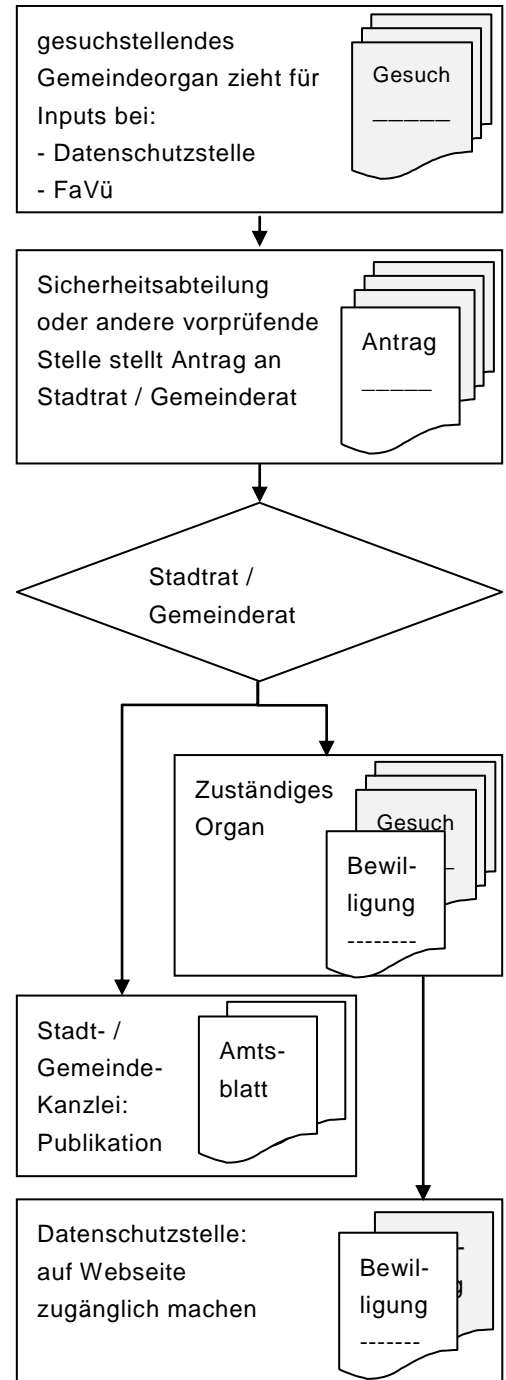 gesuchstellendes
Gemeindeorgan zieht für
Inputs bei:
- Datenschutzstelle
- FaVü
Gesuch
_____
Sicherheitsabteilung
oder andere vorprüfende
Stelle stellt Antrag an
Stadtrat / Gemeinderat
Antrag
_____
Stadtrat /
Gemeinderat
Zuständiges
Organ
Gesuch
Bewil-
ligung
--------
Stadt- /
Gemeinde-
Kanzlei:
Publikation
Amts-
blatt
Datenschutzstelle:
auf Webseite
zugänglich machen
Bewil-
ligung
-------